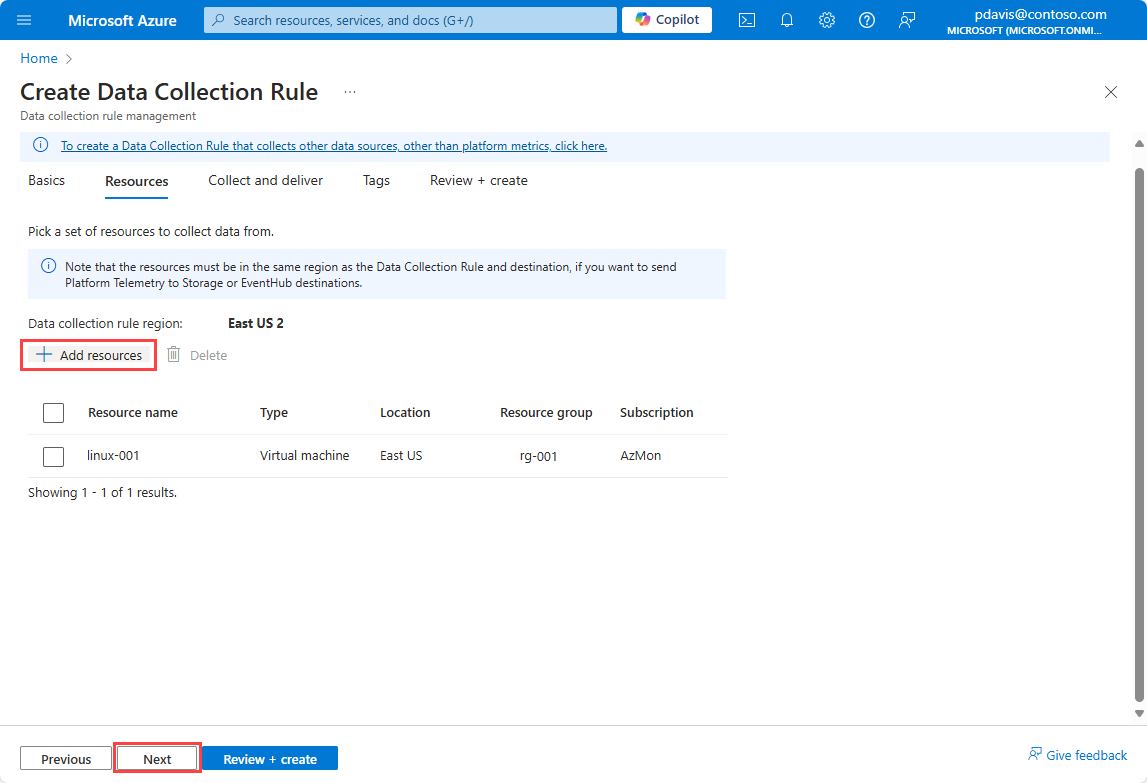 Microsoft Azure
Search resources, services, and docs (G+/)
Copilot
pdavis@contoso.com
MICROSOFT (MICROSOFT.ONMI...
Home
Create Data Collection Rule
...
Data collection rule management
To create a Data Collection Rule that collects other data sources, other than platform metrics, click here.
Basics Resources Collect and deliver Tags Review + create
Pick a set of resources to collect data from.
Note that the resources must be in the same region as the Data Collection Rule and destination, if you want to send
Platform Telemetry to Storage or EventHub destinations.
Data collection rule region: East US 2
Add resources Delete
Resource name Type Location Resource group Subscription
linux-001 Virtual machine East US rg-001 AzMon
Showing 1 - 1 of 1 results.
Previous Next Review + create Give feedback